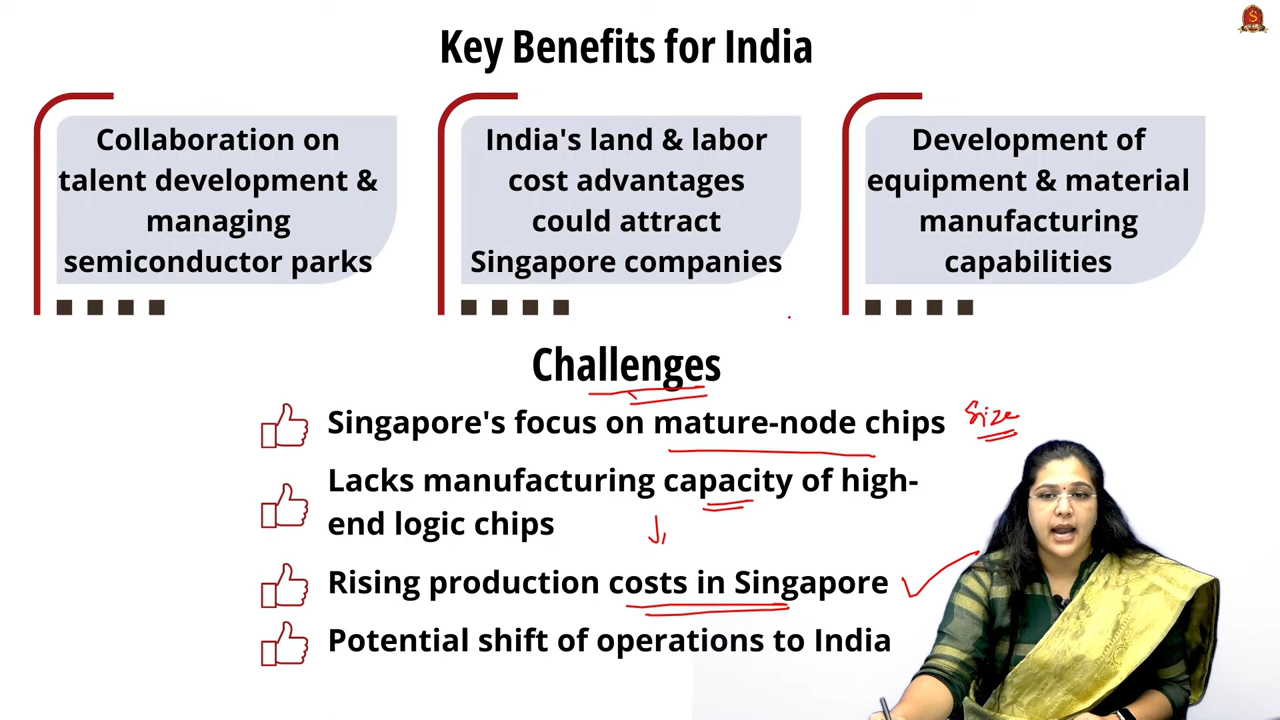 Key Benefits for India
Collaboration on
talent development &
managing
semiconductor parks
India's land & labor
cost advantages
could attract
Singapore companies
Development of
equipment & material
manufacturing
capabilities
Challenges
Singapore's focus on mature-node chips
Size
Lacks manufacturing capacity of high-
end logic chips
Rising production costs in Singapore
Potential shift of operations to India